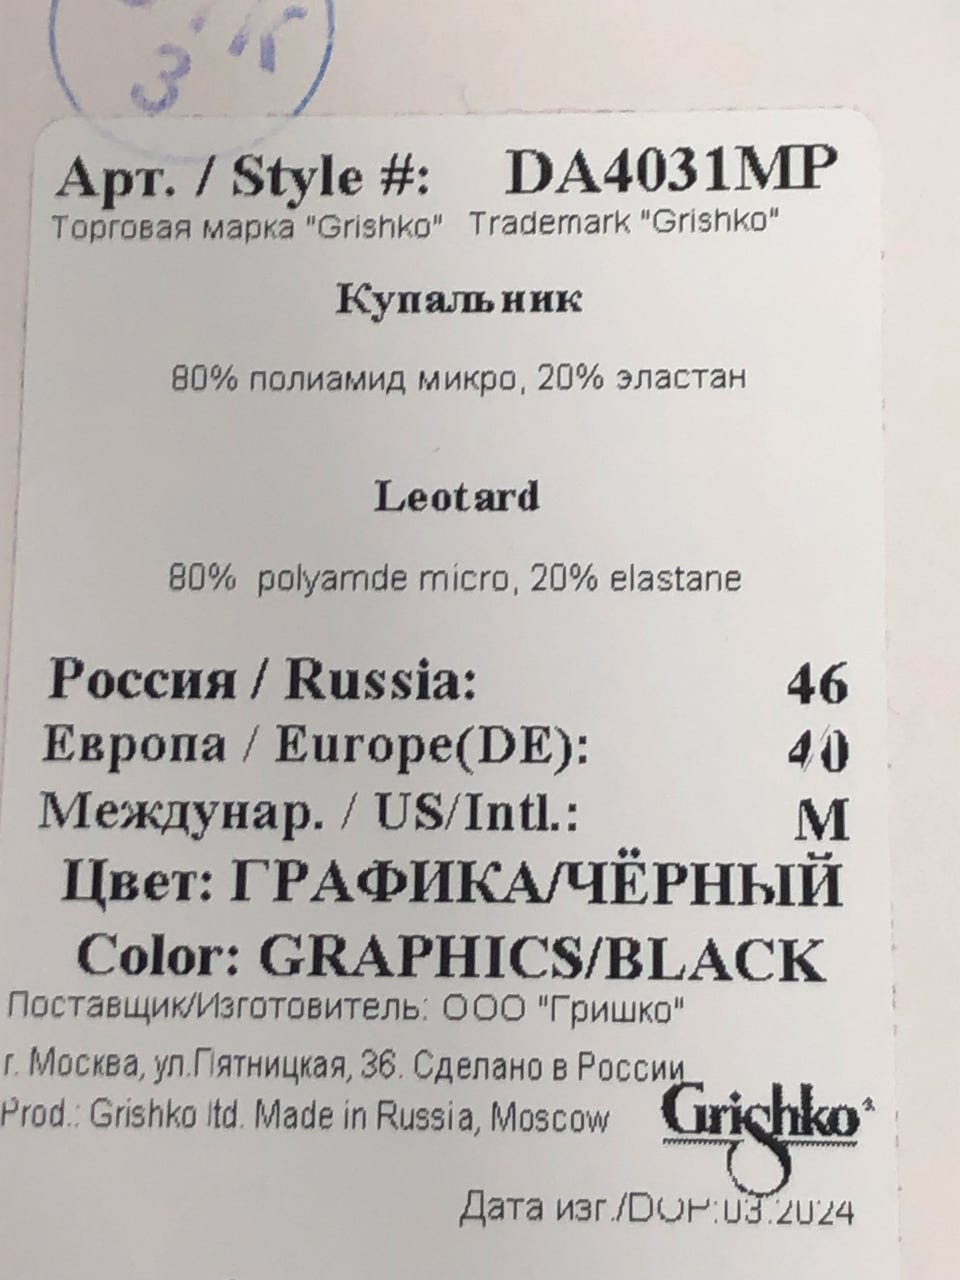 3
Арт. / Style #: DA4031MP
Торговая марка "Grishko" Trademark "Grishko"
Купальник
80% полиамид микро, 20% эластан
Leotard
80% polyamde micro, 20% elastane
Россия / Russia: 46
Европа / Europe(DE): 40
Междунар. / US/Intl.: M
Цвет: ГРАФИКА/ЧЁРНЫЙ
Color: GRAPHICS/BLACK
Поставщик/Изготовитель: ООО "Гришко"
г. Москва, ул.Пятницкая, 36. Сделано в России
Prod.: Grishko ltd. Made in Russia, Moscow
Grishko
Дата изг./DOP:03.2024